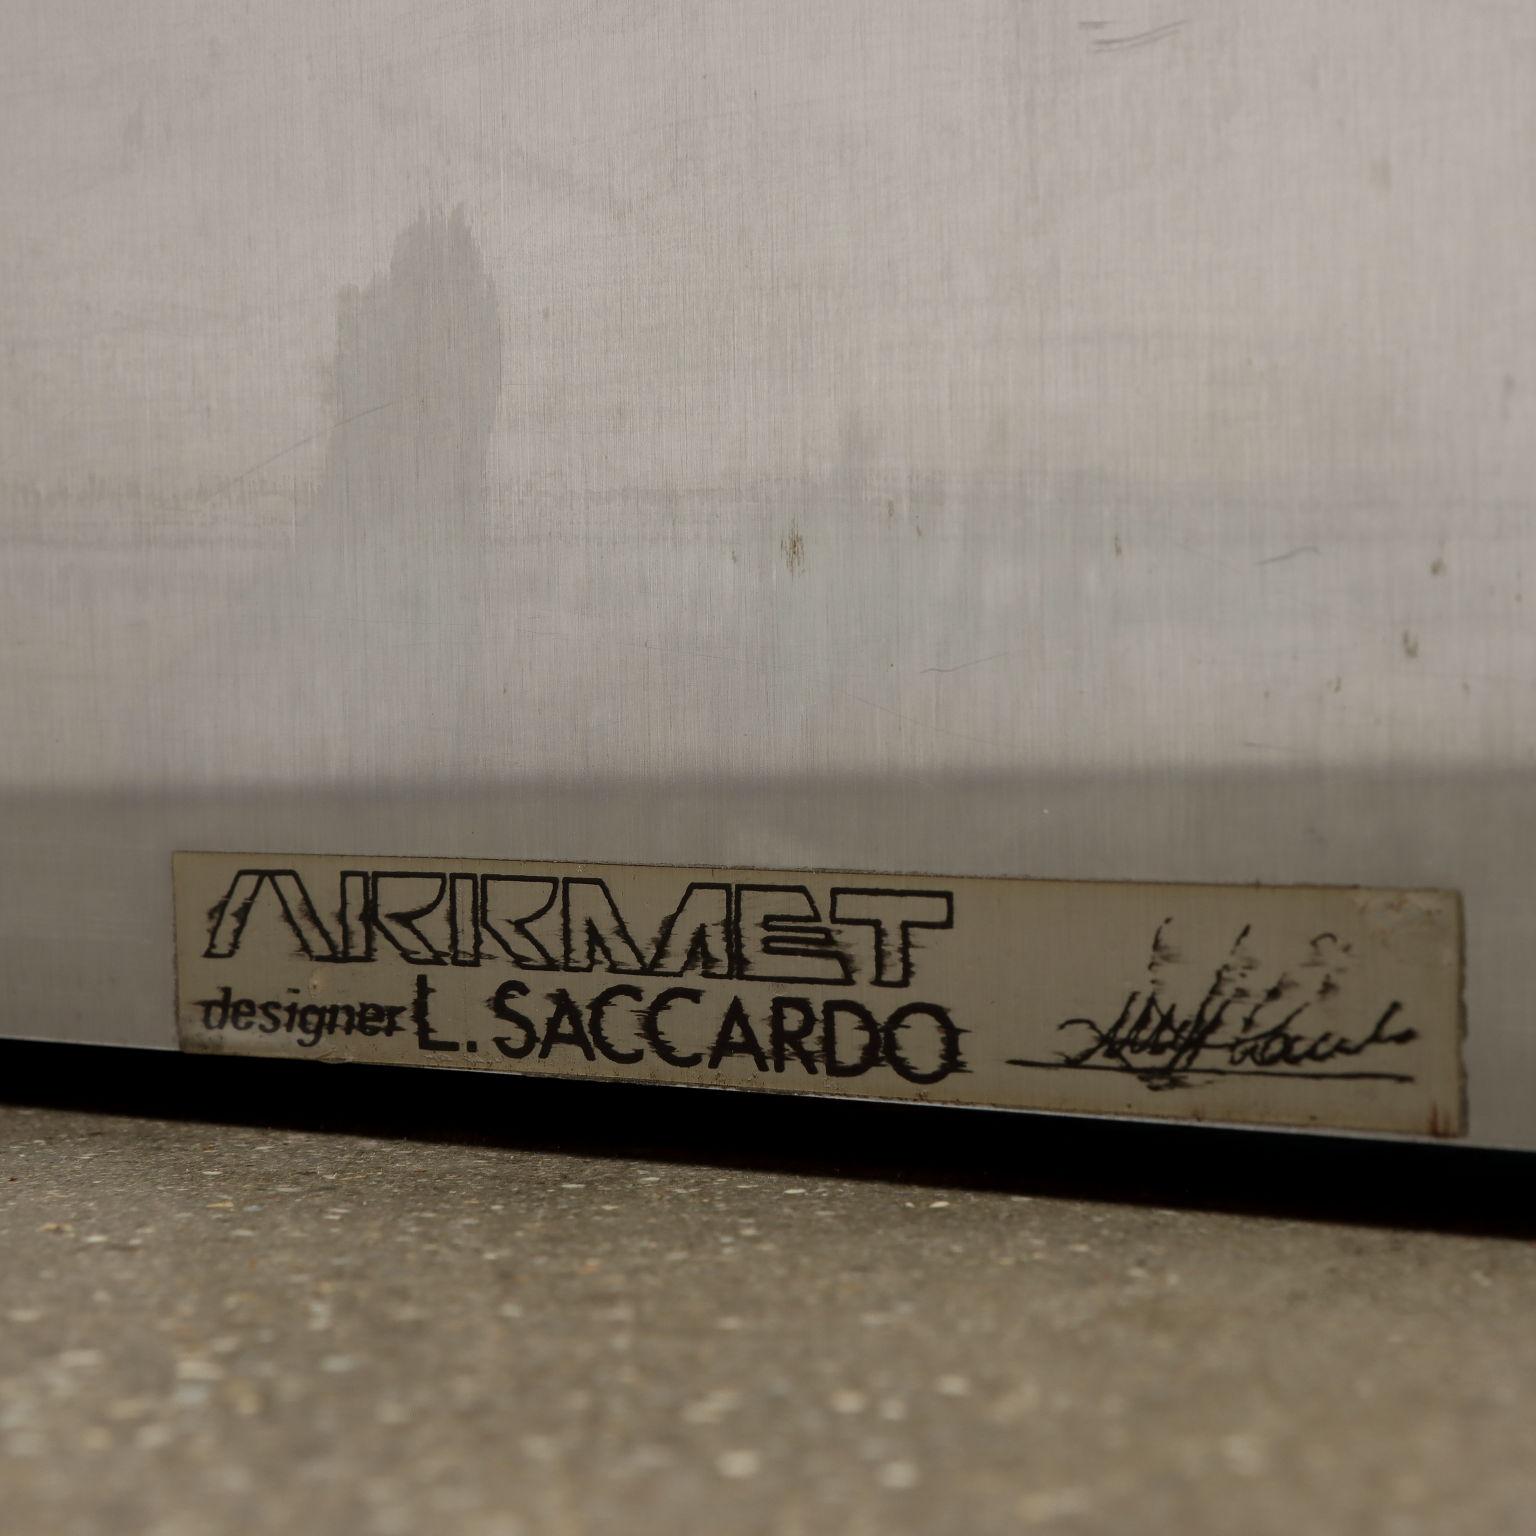 ARRMET
designer L. SACCARDO